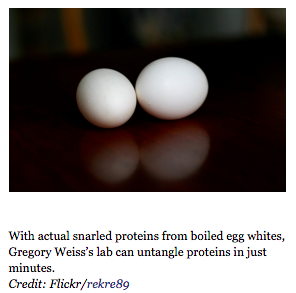 With actual snarled proteins from boiled egg whites,
Gregory Weiss’s lab can untangle proteins in just
minutes.
Credit: Flickr/rekre89